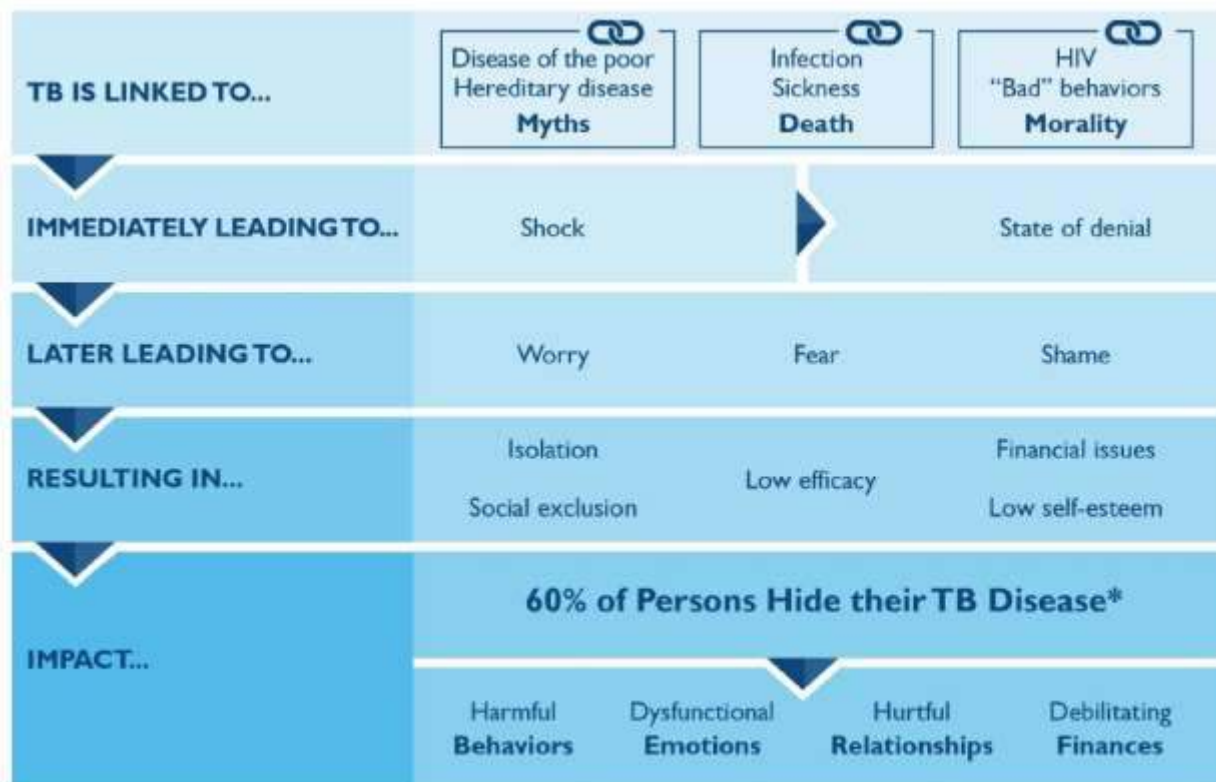 TB IS LINKED TO...
Disease of the poor
Hereditary disease
Myths
Infection
Sickness
Death
HIV
“Bad” behaviors
Morality
IMMEDIATELY LEADING TO...
Shock
State of denial
LATER LEADING TO...
Worry
Fear
Shame
RESULTING IN...
Isolation
Social exclusion
Low efficacy
Financial issues
Low self-esteem
IMPACT...
60% of Persons Hide their TB Disease*
Harmful
Behaviors
Dysfunctional
Emotions
Hurtful
Relationships
Debilitating
Finances